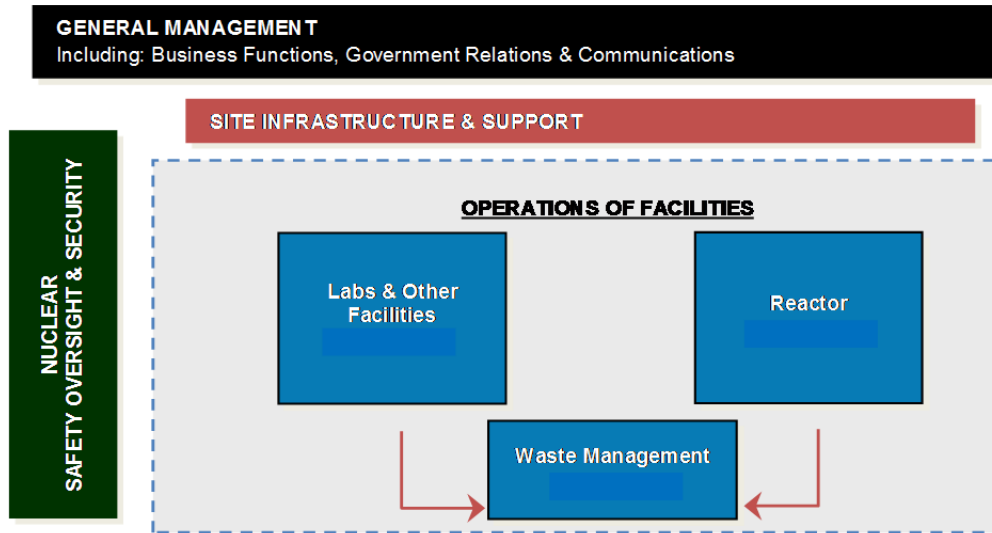 GENERAL MANAGEMENT
Including: Business Functions, Government Relations & Communications
SITE INFRASTRUCTURE & SUPPORT
NUCLEAR
SAFETY OVERSIGHT & SECURITY
OPERATIONS OF FACILITIES
Labs & Other
Facilities
Reactor
Waste Management